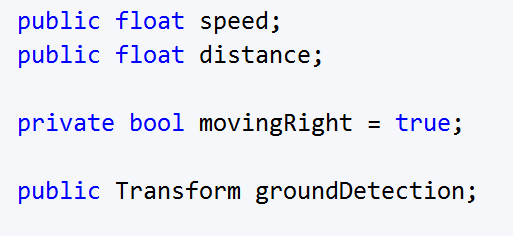 public float speed;
public float distance;
private bool movingRight = true;
public Transform groundDetection;